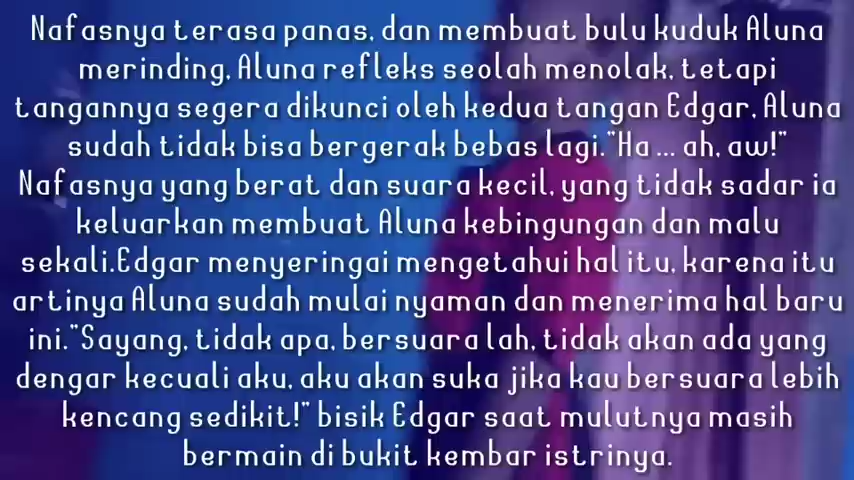 Nafasnya terasa panas, dan membuat bulu kuduk Aluna
merinding, Aluna refleks seolah menolak, tetapi
tangannya segera dikunci oleh kedua tangan Edgar, Aluna
sudah tidak bisa bergerak bebas lagi."Ha ... ah, aw!"
Nafasnya yang berat dan suara kecil, yang tidak sadar ia
keluarkan membuat Aluna kebingungan dan malu
sekali.Edgar menyeringai mengetahui hal itu, karena itu
artinya Aluna sudah mulai nyaman dan menerima hal baru
ini."Sayang, tidak apa, bersuara lah, tidak akan ada yang
dengar kecuali aku, aku akan suka jika kau bersuara lebih
kencang sedikit!" bisik Edgar saat mulutnya masih
bermain di bukit kembar istrinya.